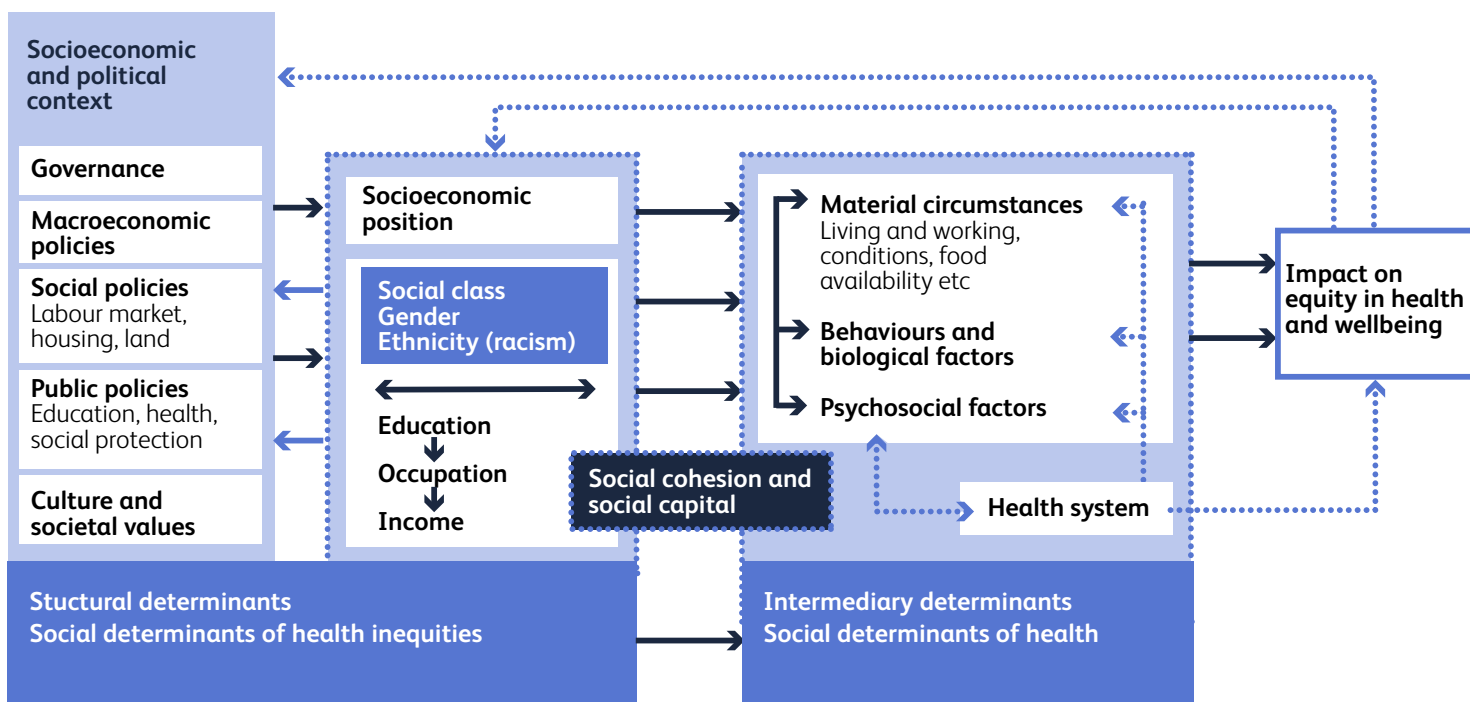 Socioeconomic
and political
context
Governance
Macroeconomic
policies
Social policies
Labour market,
housing, land
Public policies
Education, health,
social protection
Culture and
societal values
Socioeconomic
position
Social class
Gender
Ethnicity (racism)
Education
Occupation
Income
Social cohesion and
social capital
Material circumstances
Living and working,
conditions, food
availability etc
Behaviours and
biological factors
Psychosocial factors
Health system
Impact on
equity in health
and wellbeing
Stuctural determinants
Social determinants of health inequities
Intermediary determinants
Social determinants of health